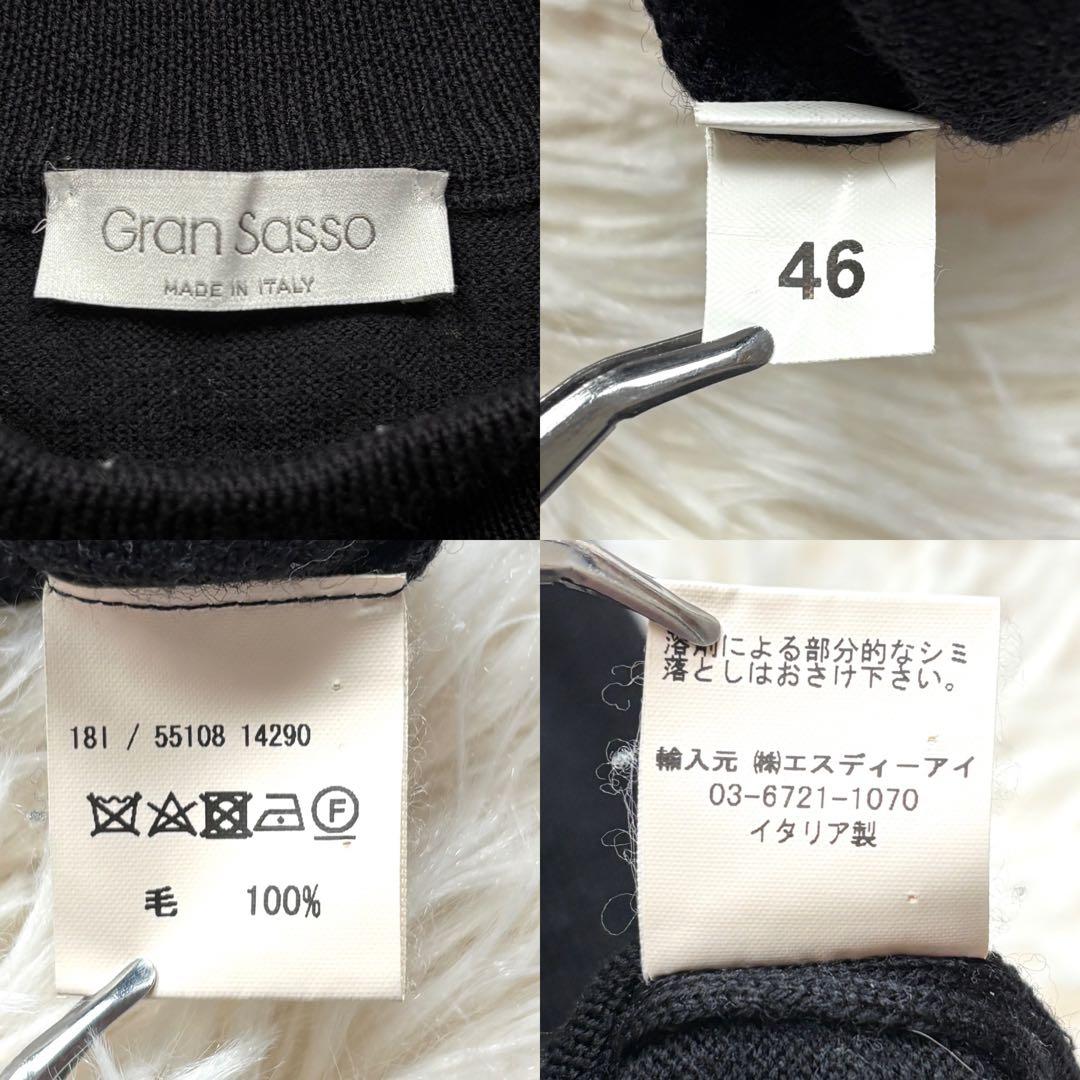 Gran Sasso
MADE IN ITALY
46
18I / 55108 14290
F
毛 100%
溶剤による部分的なシミ
落としはおさけ下さい。
輸入元 ㈱エスディーアイ
03-6721-1070
イタリア製